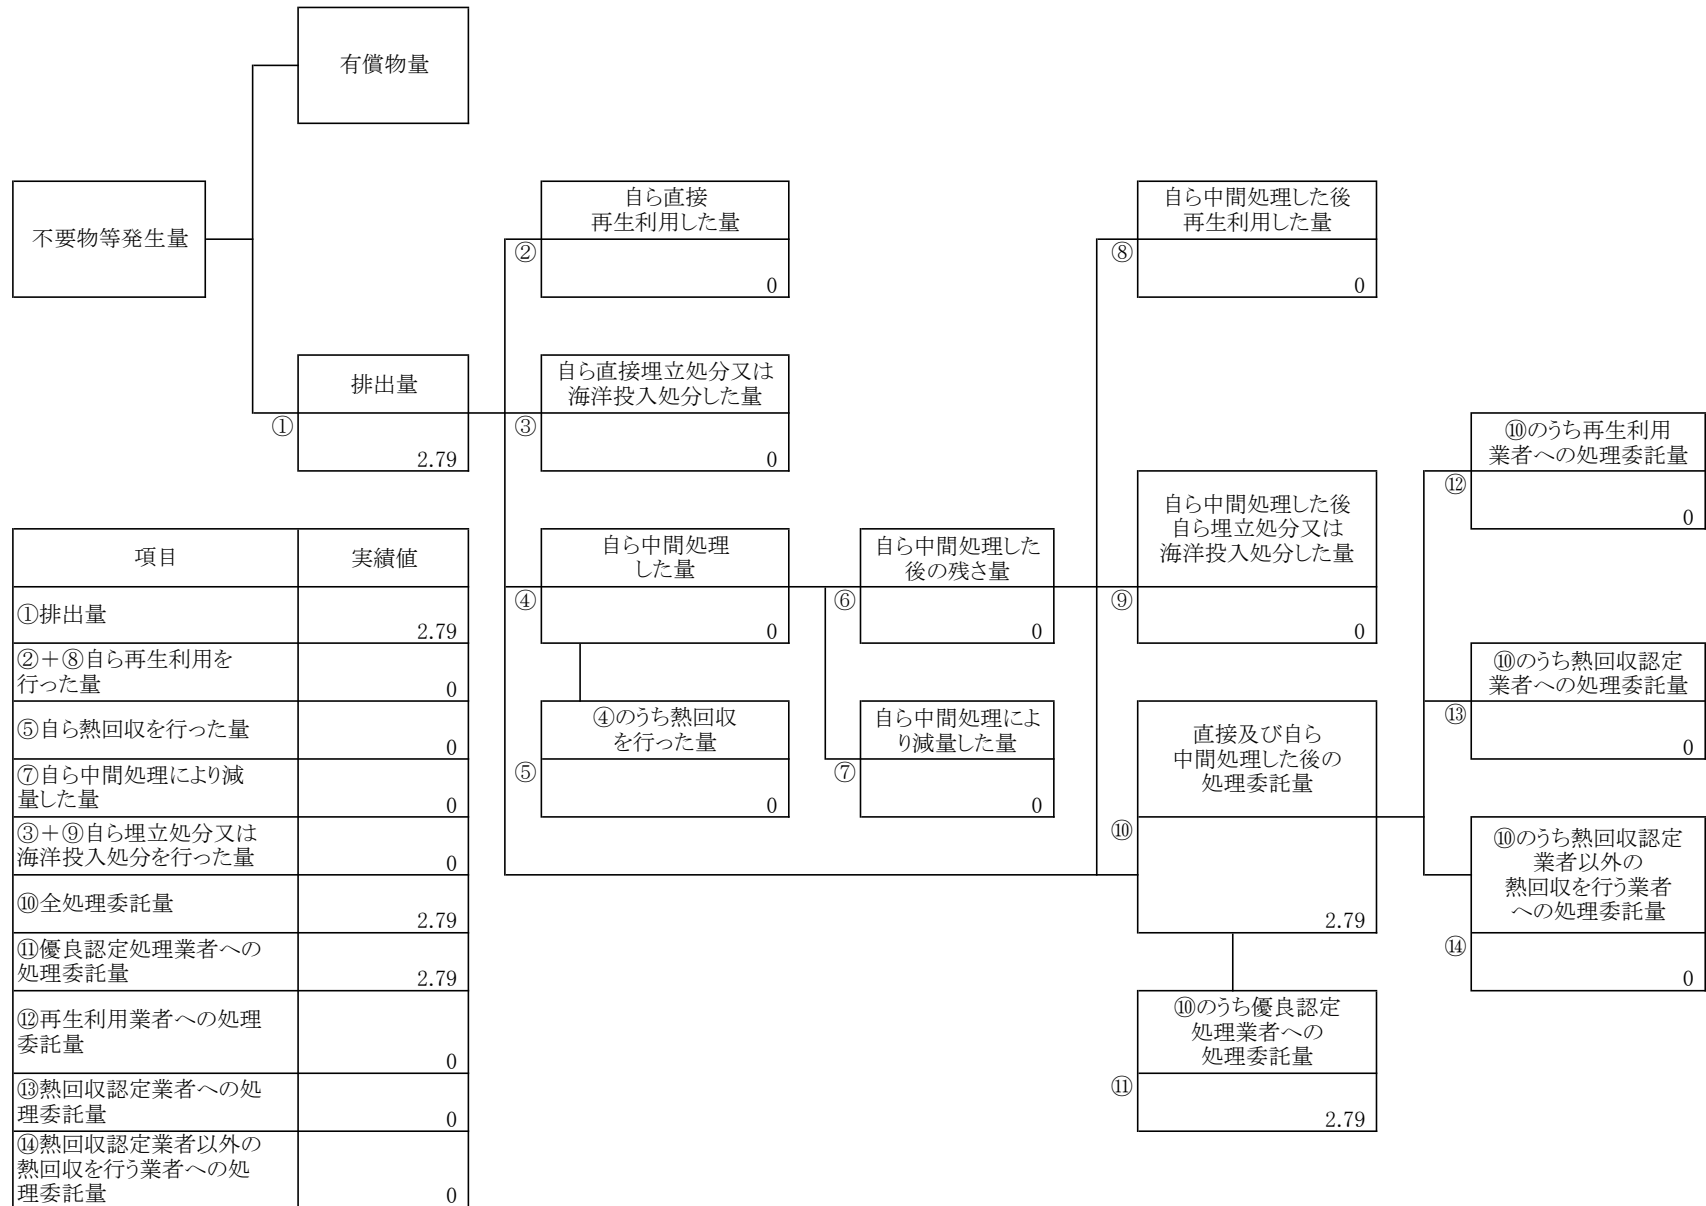 有償物量
不要物等発生量
排出量
①
2.79
自ら直接
再生利用した量
②
0
自ら直接埋立処分又は
海洋投入処分した量
③
0
自ら中間処理
した量
④
0
④のうち熱回収
を行った量
⑤
0
自ら中間処理した
後の残さ量
⑥
0
自ら中間処理によ
り減量した量
⑦
0
自ら中間処理した後
再生利用した量
⑧
0
自ら中間処理した後
自ら埋立処分又は
海洋投入処分した量
⑨
0
直接及び自ら
中間処理した後の
処理委託量
⑩
2.79
⑩のうち優良認定
処理業者への
処理委託量
⑪
2.79
⑩のうち再生利用
業者への処理委託量
⑫
0
⑩のうち熱回収認定
業者への処理委託量
⑬
0
⑩のうち熱回収認定
業者以外の
熱回収を行う業者
への処理委託量
⑭
0
項目 実績値
①排出量
2.79
②＋⑧自ら再生利用を
行った量 0
⑤自ら熱回収を行った量
0
⑦自ら中間処理により減
量した量 0
③＋⑨自ら埋立処分又は
海洋投入処分を行った量 0
⑩全処理委託量
2.79
⑪優良認定処理業者への
処理委託量 2.79
⑫再生利用業者への処理
委託量
0
⑬熱回収認定業者への処
理委託量 0
⑭熱回収認定業者以外の
熱回収を行う業者への処
理委託量 0